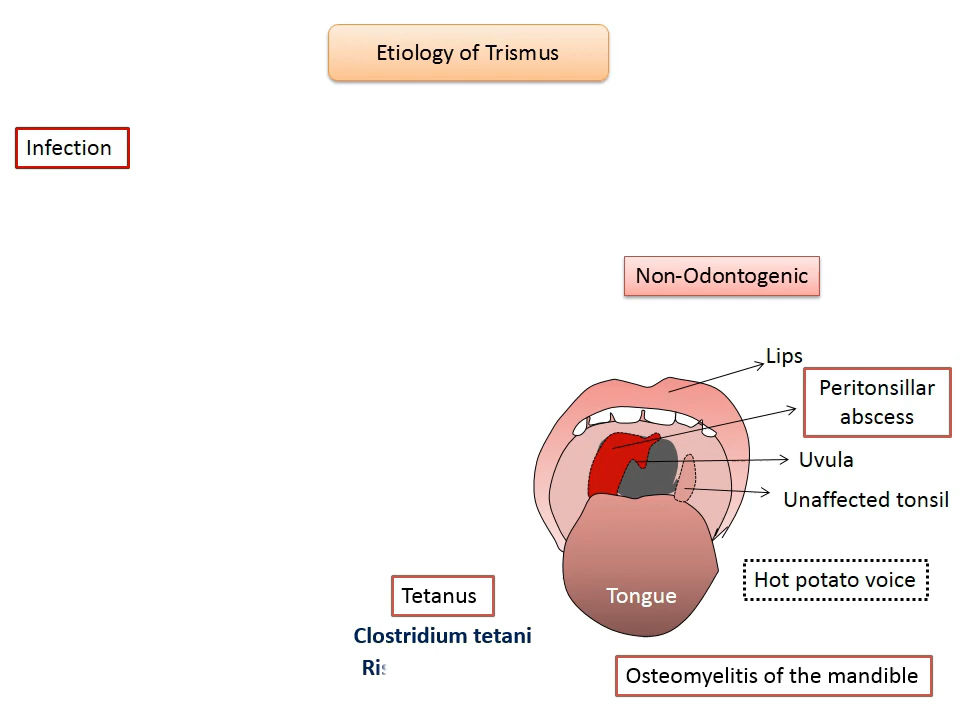 Etiology of Trismus
Infection
Non-Odontogenic
Lips
Peritonsillar
abscess
Uvula
Unaffected tonsil
Hot potato voice
Tongue
Tetanus
Clostridium tetani
Osteomyelitis of the mandible